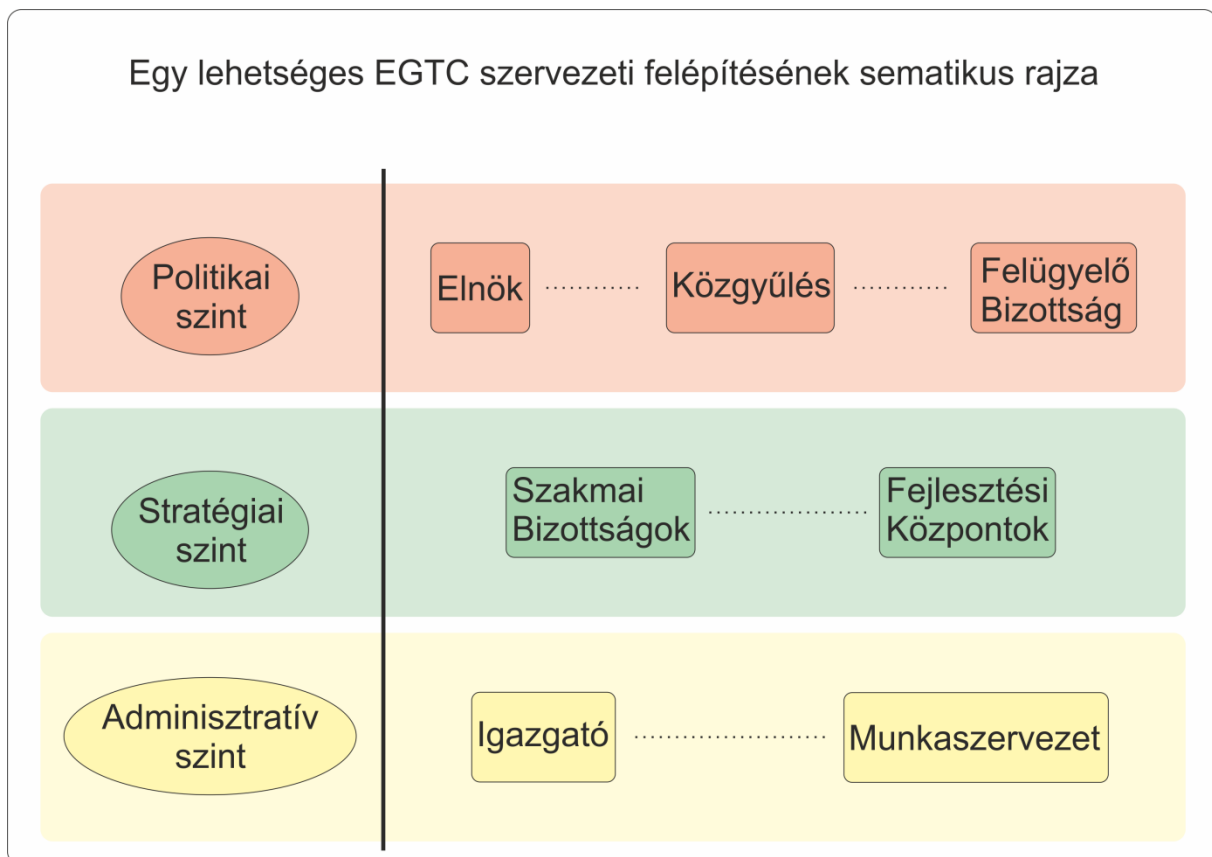 Egy lehetséges EGTC szervezeti felépítésének sematikus rajza
Politikai
szint
Elnök
Közgyűlés
Felügyelő
Bizottság
Stratégiai
szint
Szakmai
Bizottságok
Fejlesztési
Központok
Adminisztratív
szint
Igazgató
Munkaszervezet